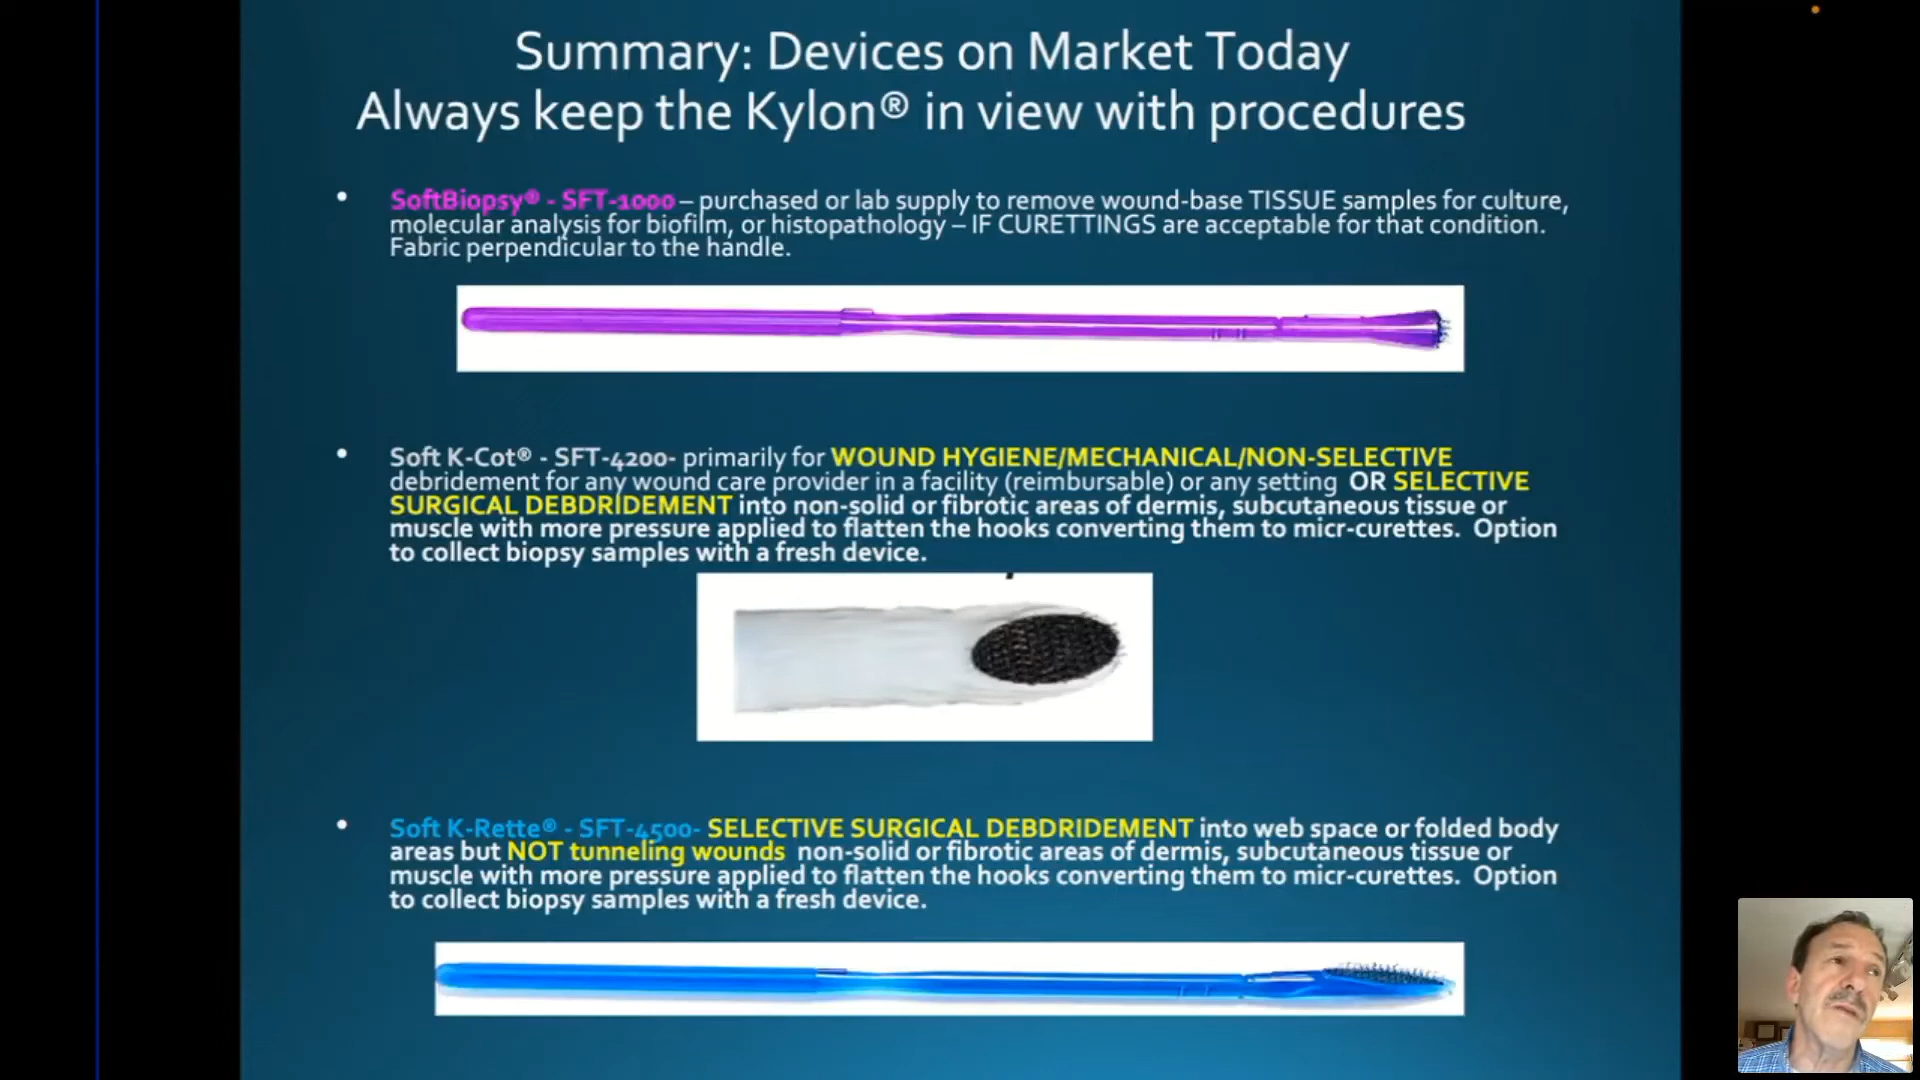 Summary: Devices on Market Today
Always keep the Kylon® in view with procedures
• SoftBiopsy® - SFT-1000 – purchased or lab supply to remove wound-base TISSUE samples for culture,
molecular analysis for biofilm, or histopathology – IF CURETTINGS are acceptable for that condition.
Fabric perpendicular to the handle.
• Soft K-Cot® - SFT-4200- primarily for WOUND HYGIENE/MECHANICAL/NON-SELECTIVE
debridement for any wound care provider in a facility (reimbursable) or any setting OR SELECTIVE
SURGICAL DEBDRIDEMENT into non-solid or fibrotic areas of dermis, subcutaneous tissue or
muscle with more pressure applied to flatten the hooks converting them to micr-curettes. Option
to collect biopsy samples with a fresh device.
• Soft K-Rette® - SFT-4500- SELECTIVE SURGICAL DEBDRIDEMENT into web space or folded body
areas but NOT tunneling wounds non-solid or fibrotic areas of dermis, subcutaneous tissue or
muscle with more pressure applied to flatten the hooks converting them to micr-curettes. Option
to collect biopsy samples with a fresh device.